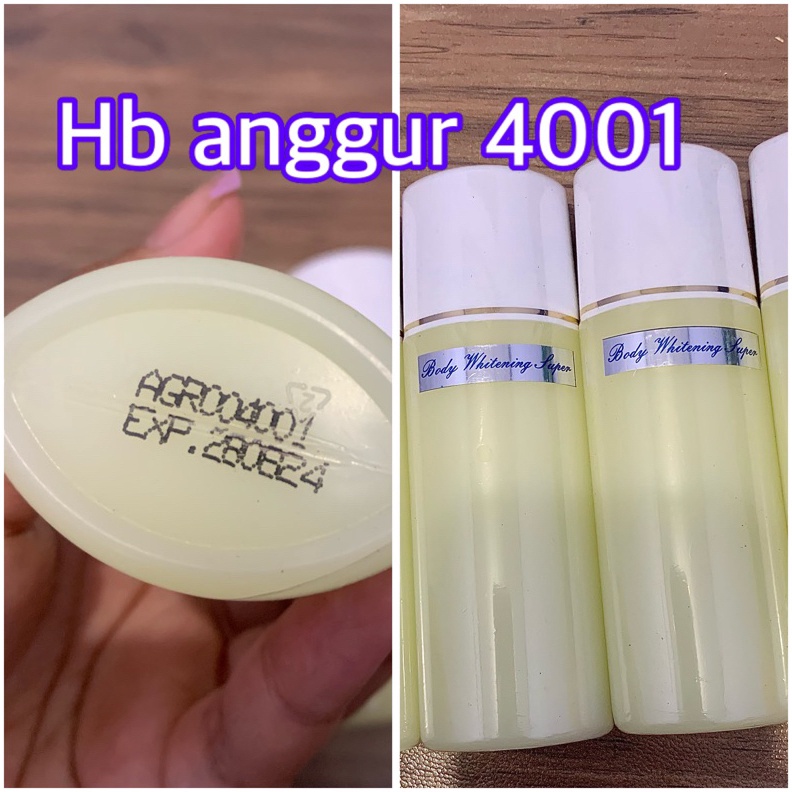 Hb anggur 4001
AGR004001
EXP.280824
Body Whitening Super
Body Whitening Super